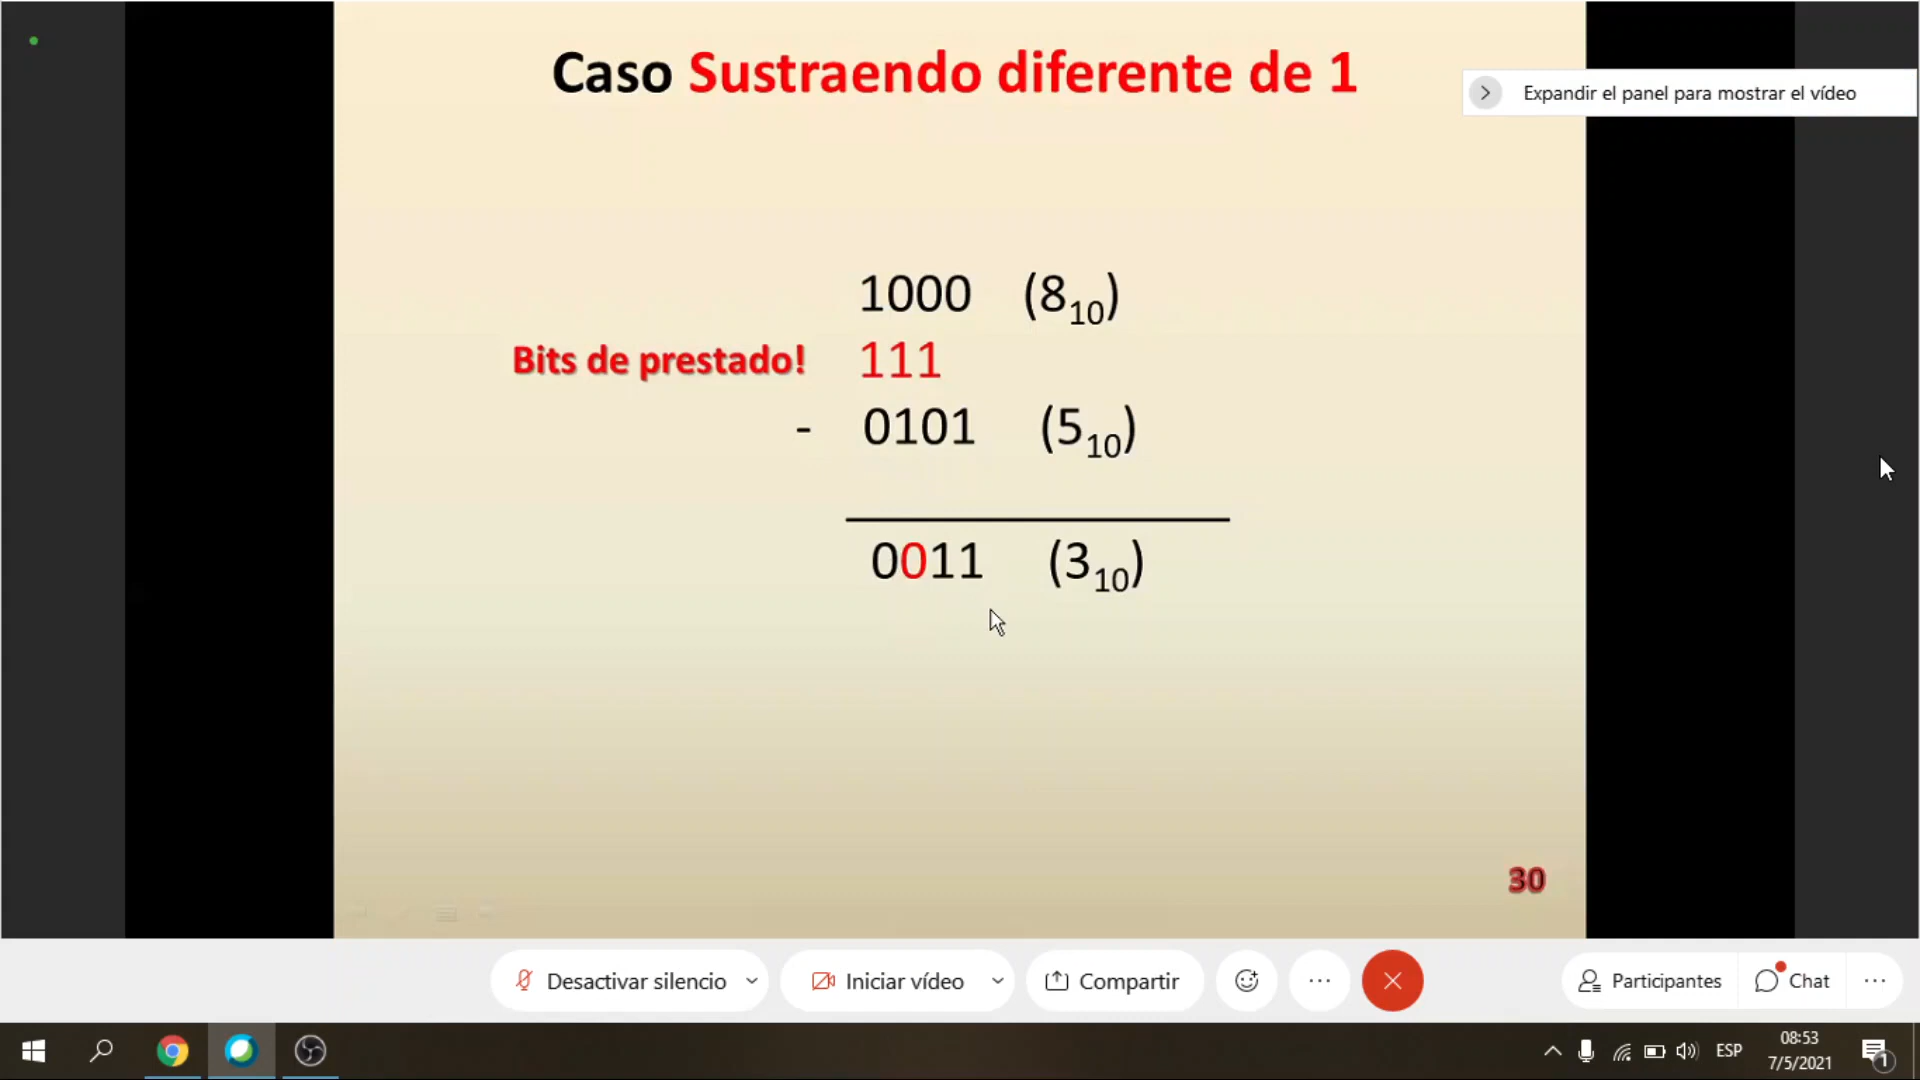 Caso Sustraendo diferente de 1
Expandir el panel para mostrar el vídeo
1000 (8₁₀)
Bits de prestado! 111
- 0101 (5₁₀)
0011 (3₁₀)
30
Desactivar silencio
Iniciar vídeo
Compartir
Participantes
Chat
ESP
08:53
7/5/2021
1